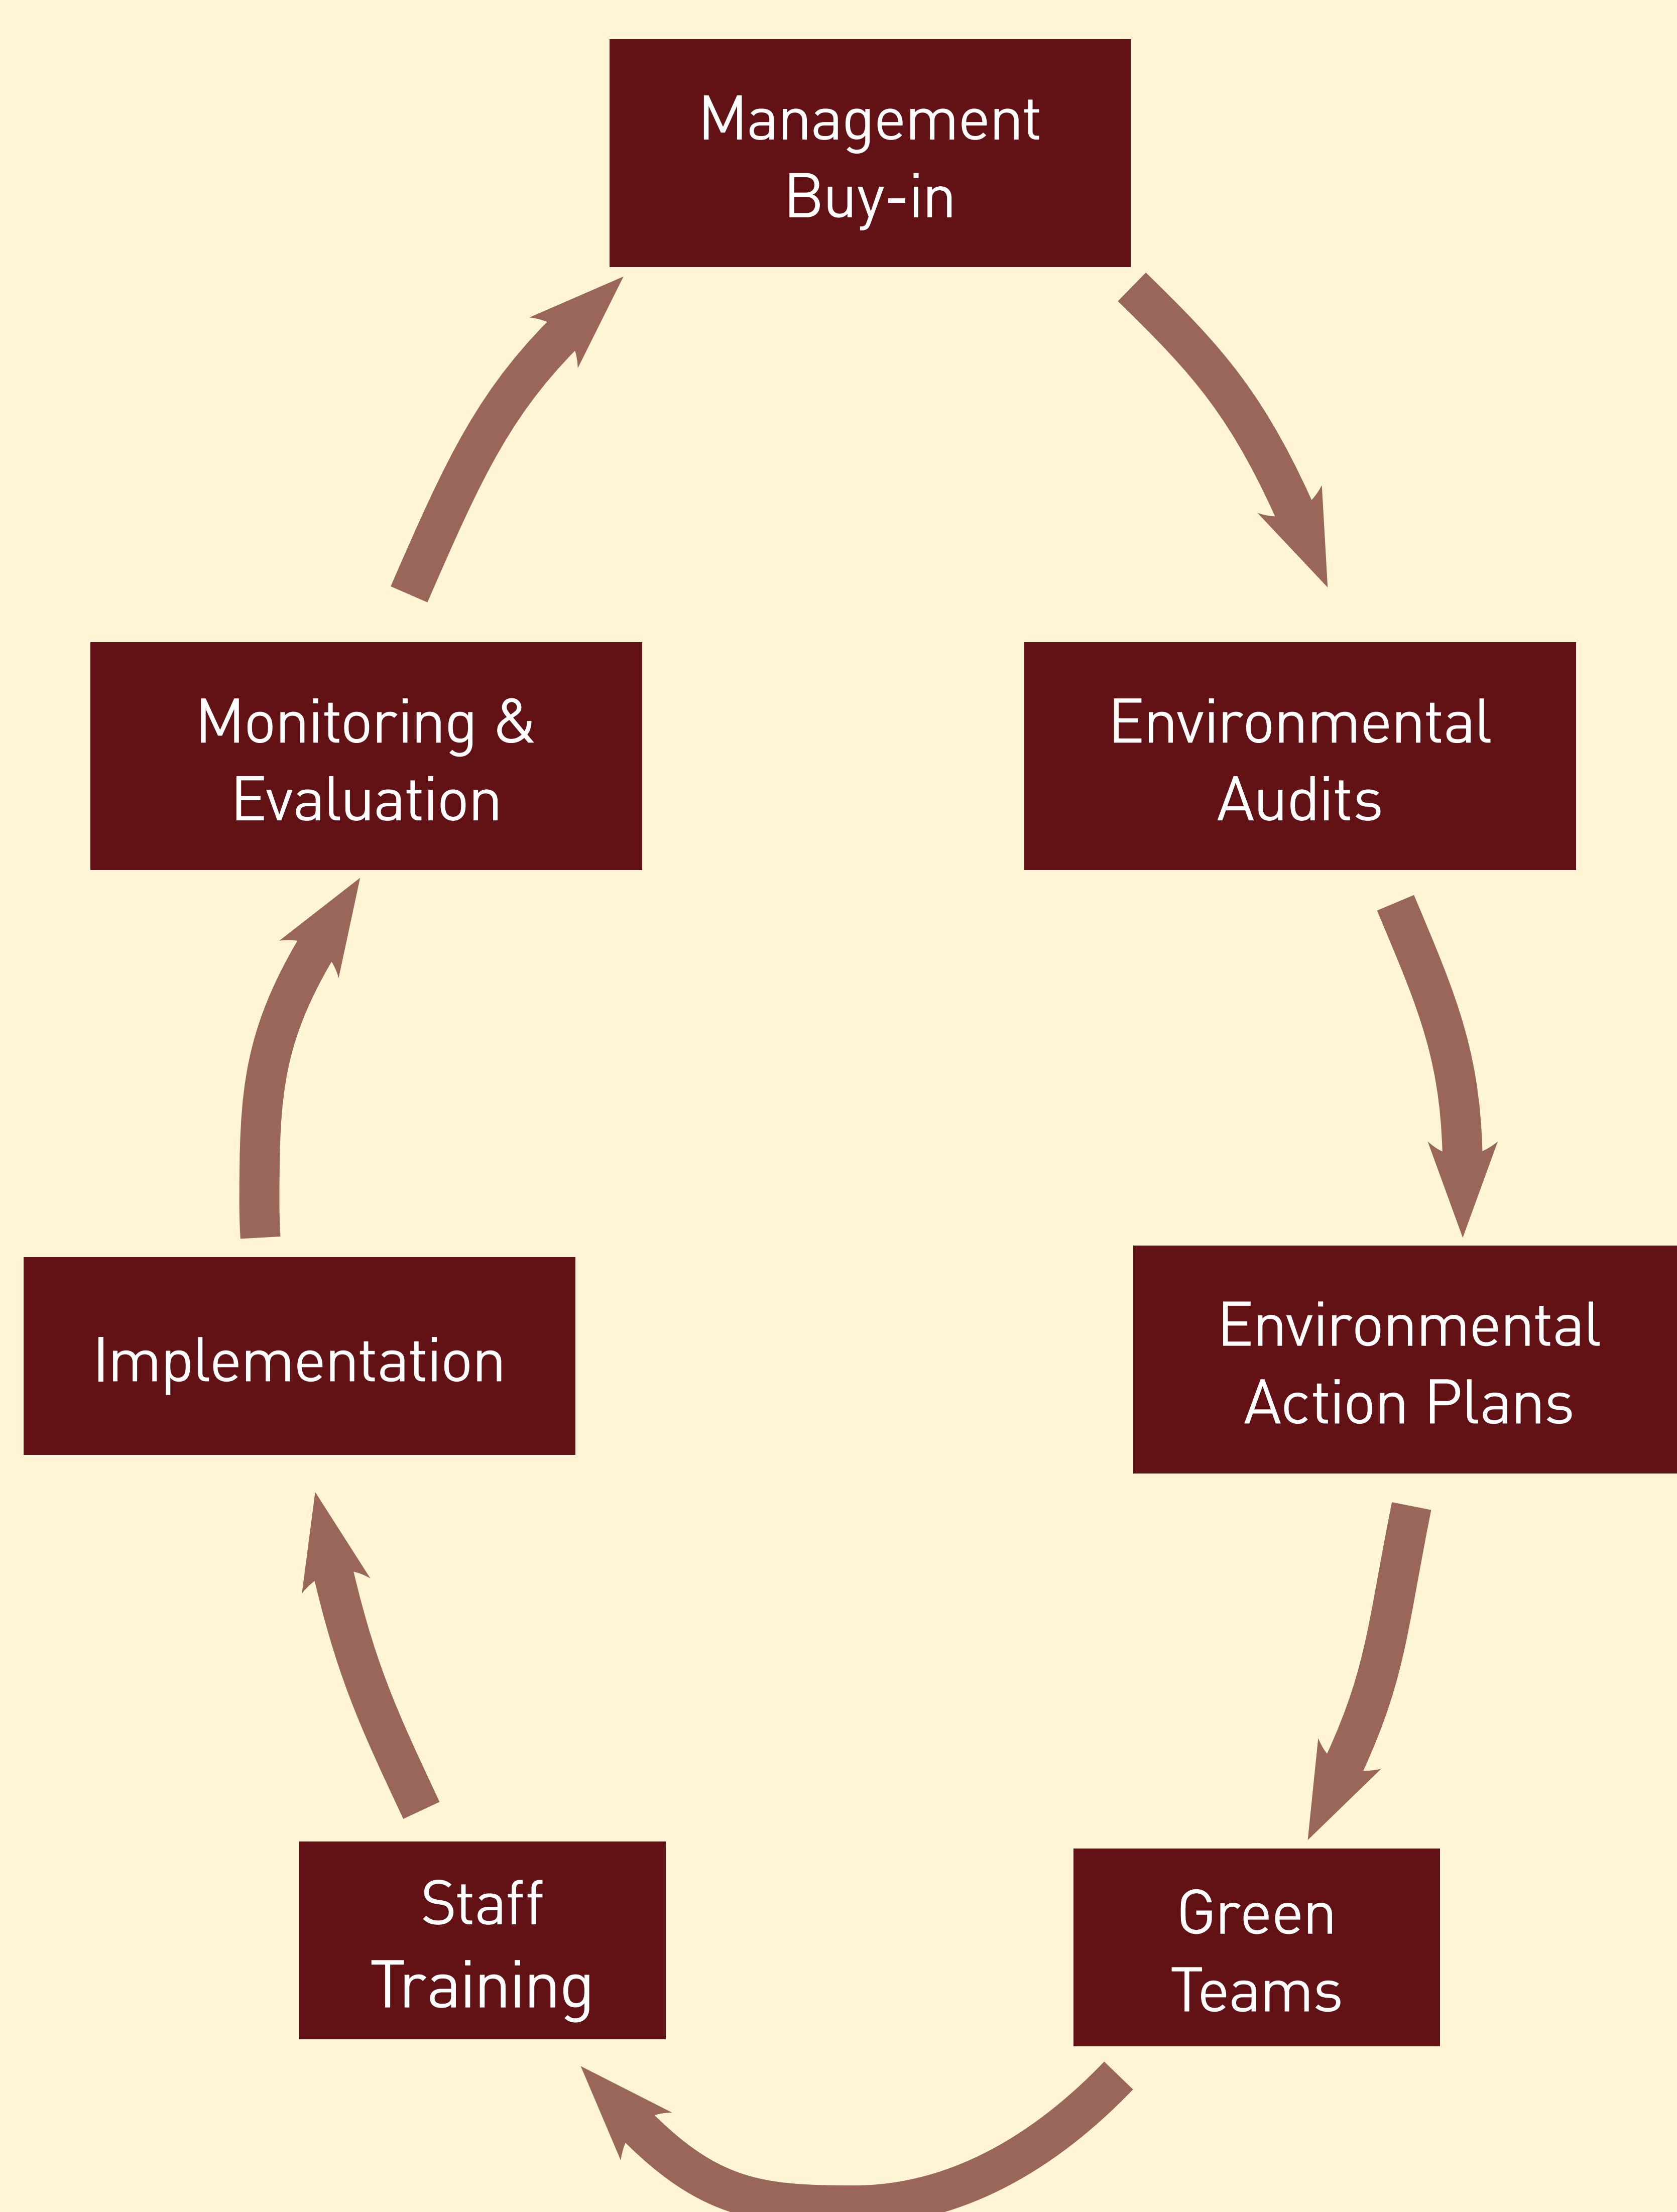 Management
Buy-in
Environmental
Audits
Environmental
Action Plans
Green
Teams
Staff
Training
Implementation
Monitoring &
Evaluation